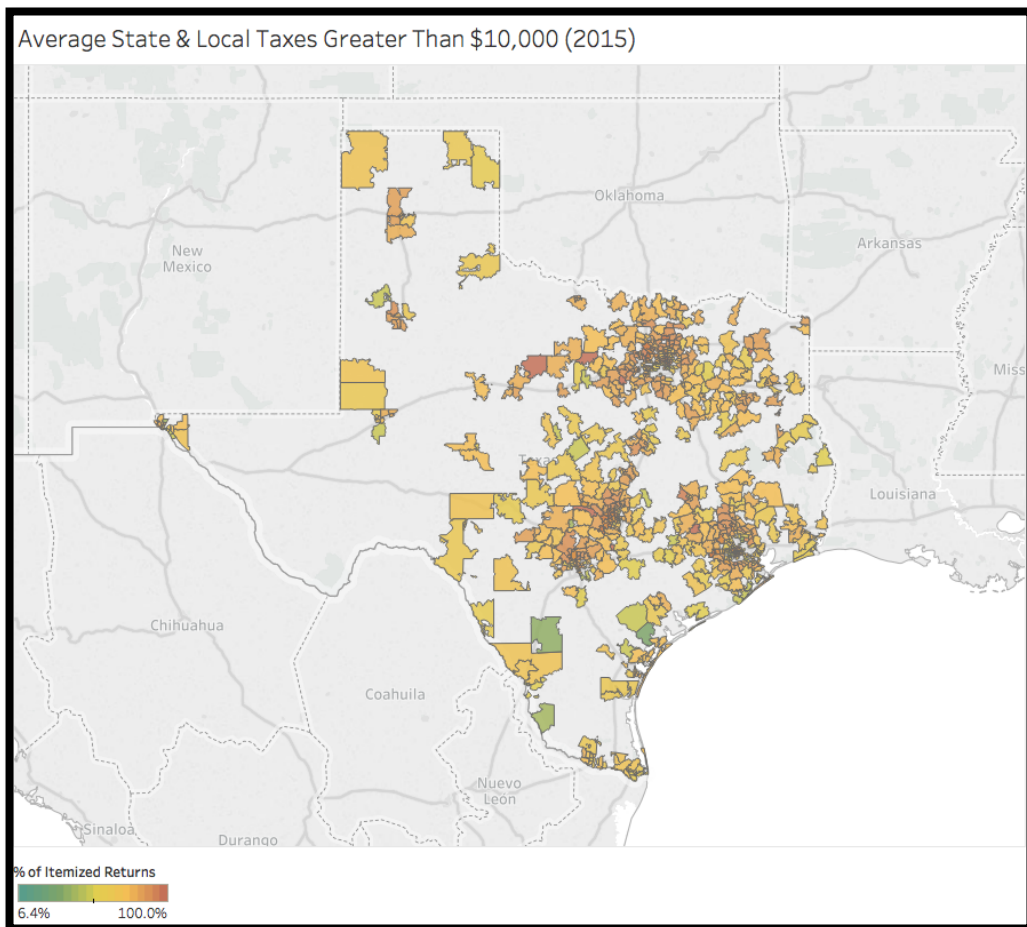 Average State & Local Taxes Greater Than $10,000 (2015)
Oklahoma
New
Mexico
Arkansas
Miss
Louisiana
Chihuahua
Coahuila
Nuevo
León
Sinaloa
Durango
% of Itemized Returns
6.4% 100.0%